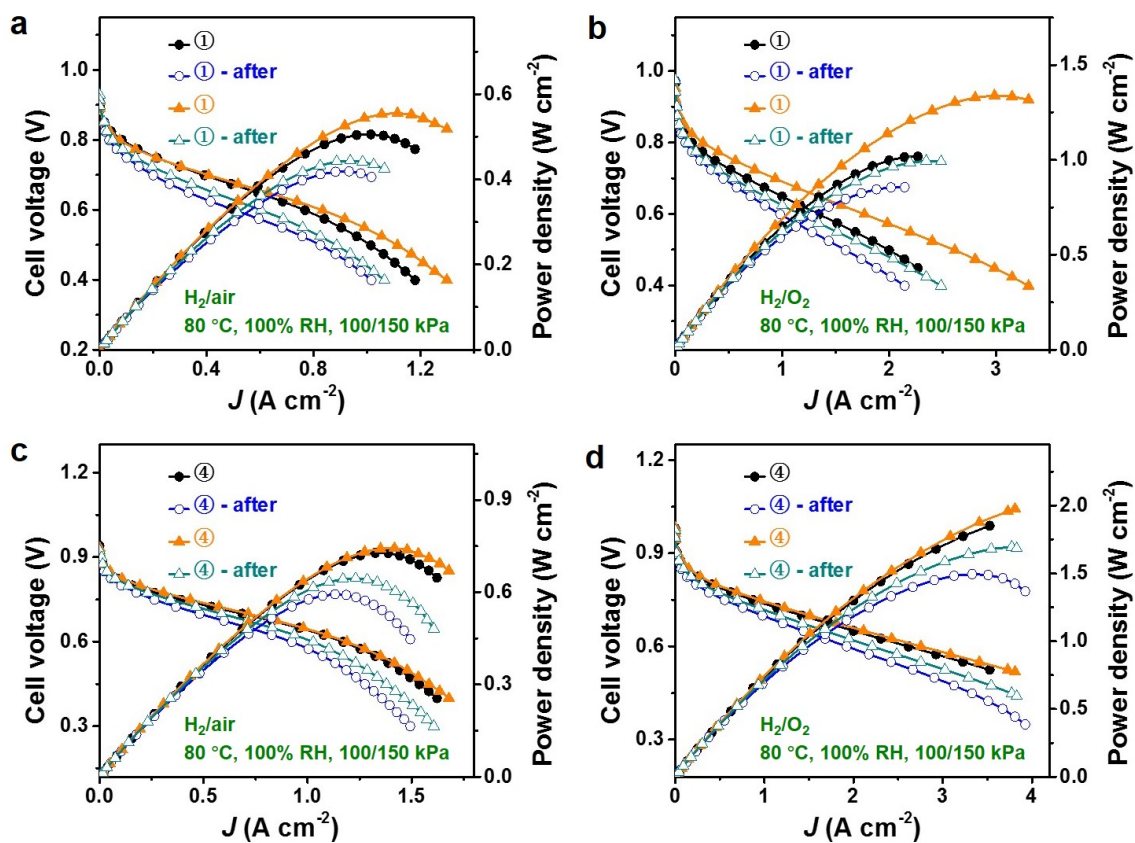 a
①
① - after
①
① - after
1.0
0.8
0.6
0.4
0.2
Cell voltage (V)
0.6
0.4
0.2
0.0
Power density (W cm-2)
H2/air
80 °C, 100% RH, 100/150 kPa
0.0 0.4 0.8 1.2
J (A cm-2)
b
①
① - after
①
① - after
1.0
0.8
0.6
0.4
Cell voltage (V)
1.5
1.0
0.5
0.0
Power density (W cm-2)
H2/O2
80 °C, 100% RH, 100/150 kPa
0 1 2 3
J (A cm-2)
c
④
④ - after
④
④ - after
1.2
0.9
0.6
0.3
Cell voltage (V)
0.9
0.6
0.3
0.0
Power density (W cm-2)
H2/air
80 °C, 100% RH, 100/150 kPa
0.0 0.5 1.0 1.5
J (A cm-2)
d
④
④ - after
④
④ - after
1.2
0.9
0.6
0.3
Cell voltage (V)
2.0
1.5
1.0
0.5
0.0
Power density (W cm-2)
H2/O2
80 °C, 100% RH, 100/150 kPa
0 1 2 3 4
J (A cm-2)